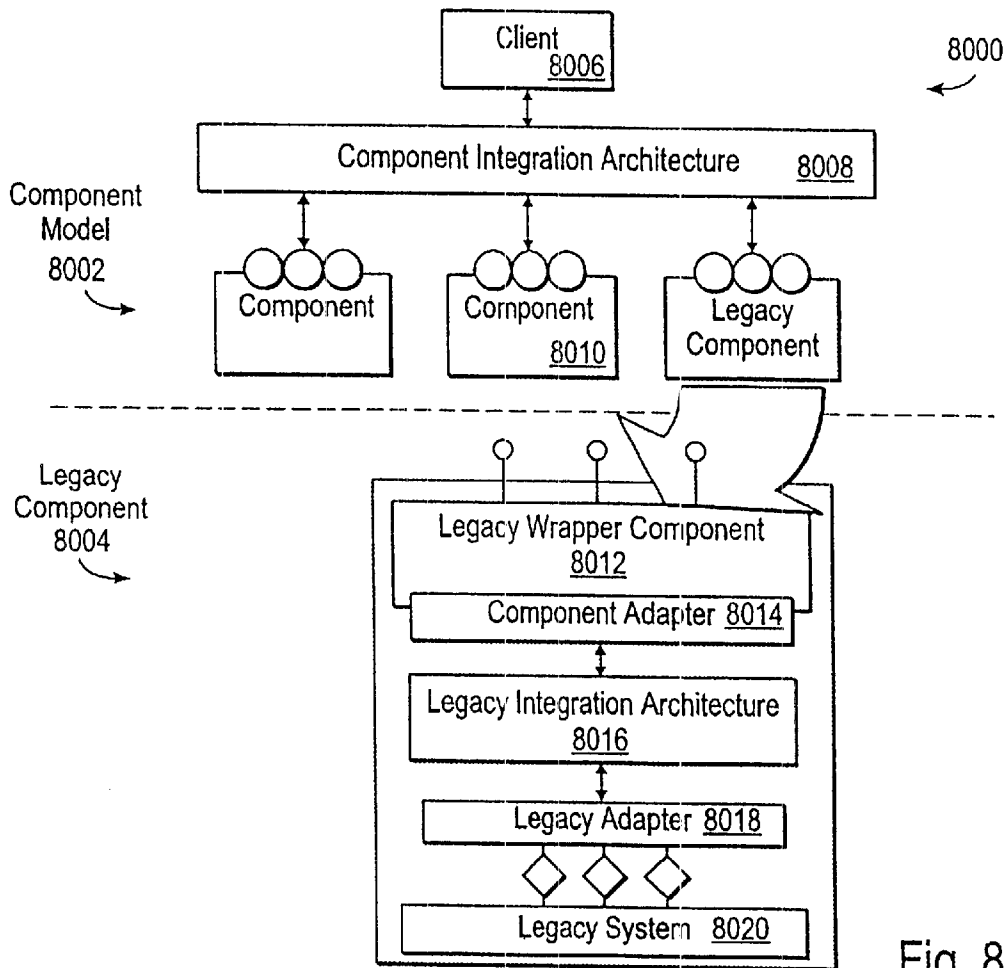 Client
8006
8000
Component Integration Architecture 8008
Component
Model
8002
Component
Component
8010
Legacy
Component
Legacy
Component
8004
Legacy Wrapper Component
8012
Component Adapter 8014
Legacy Integration Architecture
8016
Legacy Adapter 8018
Legacy System 8020
Fig. 8